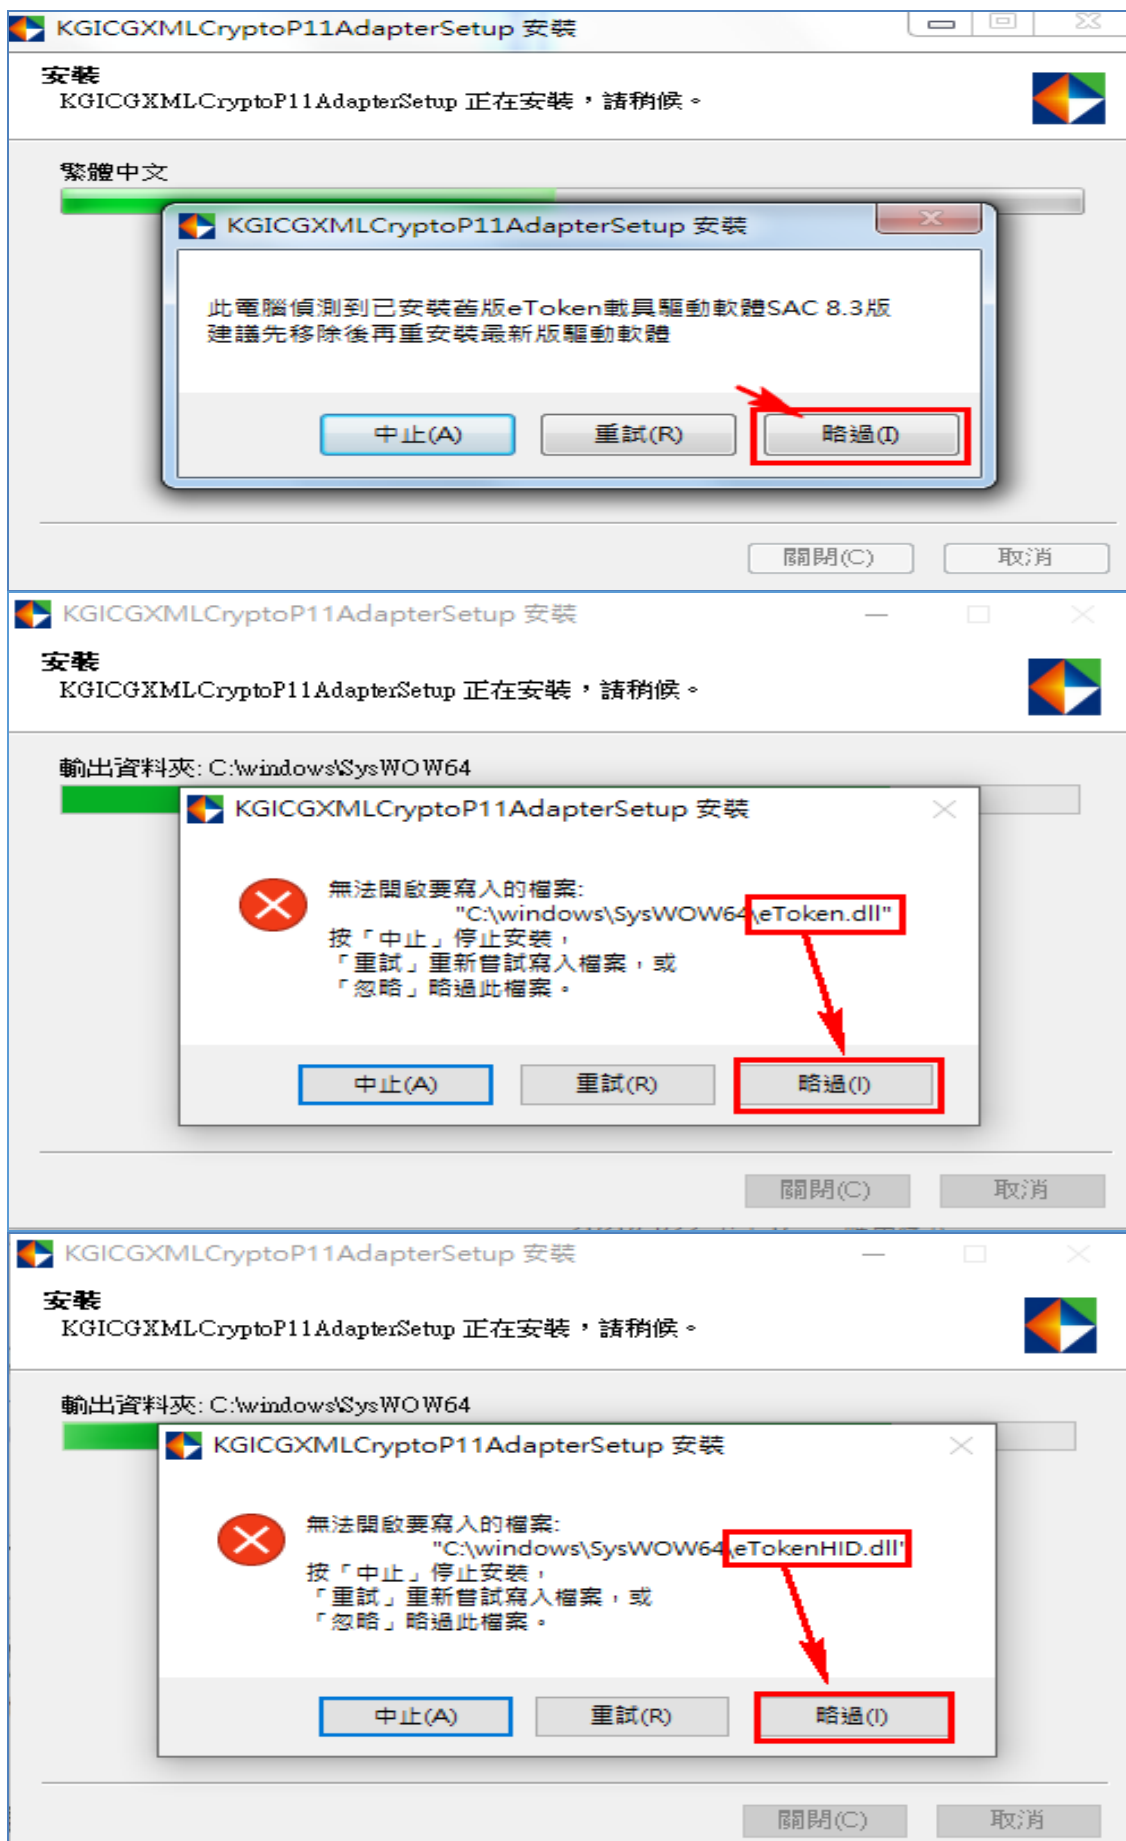 KGICGXMLCryptoP11AdapterSetup 安裝
安裝
KGICGXMLCryptoP11AdapterSetup 正在安裝，請稍候。
繁體中文
KGICGXMLCryptoP11AdapterSetup 安裝
此電腦偵測到已安裝舊版eToken載具驅動軟體SAC 8.3版
建議先移除後再重安裝最新版驅動軟體
中止(A) 重試(R) 略過(I)
關閉(C) 取消
KGICGXMLCryptoP11AdapterSetup 安裝
安裝
KGICGXMLCryptoP11AdapterSetup 正在安裝，請稍候。
輸出資料夾: C:\windows\SysWOW64
KGICGXMLCryptoP11AdapterSetup 安裝
無法開啟要寫入的檔案:
"C:\windows\SysWOW64\eToken.dll"
按「中止」停止安裝，
「重試」重新嘗試寫入檔案，或
「忽略」略過此檔案。
中止(A) 重試(R) 略過(I)
關閉(C) 取消
KGICGXMLCryptoP11AdapterSetup 安裝
安裝
KGICGXMLCryptoP11AdapterSetup 正在安裝，請稍候。
輸出資料夾: C:\windows\SysWOW64
KGICGXMLCryptoP11AdapterSetup 安裝
無法開啟要寫入的檔案:
"C:\windows\SysWOW64\eTokenHID.dll"
按「中止」停止安裝，
「重試」重新嘗試寫入檔案，或
「忽略」略過此檔案。
中止(A) 重試(R) 略過(I)
關閉(C) 取消